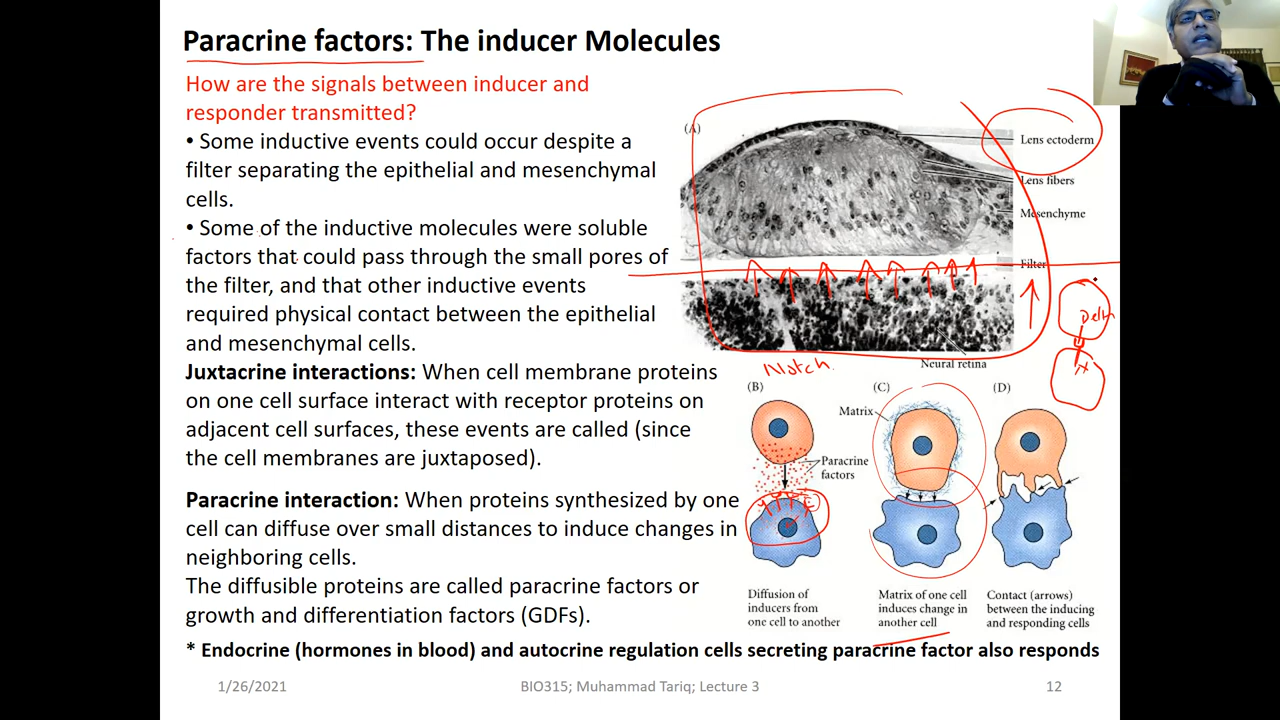 Paracrine factors: The inducer Molecules
How are the signals between inducer and
responder transmitted?
• Some inductive events could occur despite a
filter separating the epithelial and mesenchymal
cells.
• Some of the inductive molecules were soluble
factors that could pass through the small pores of
the filter, and that other inductive events
required physical contact between the epithelial
and mesenchymal cells.
Juxtacrine interactions: When cell membrane proteins
on one cell surface interact with receptor proteins on
adjacent cell surfaces, these events are called (since
the cell membranes are juxtaposed).
Paracrine interaction: When proteins synthesized by one
cell can diffuse over small distances to induce changes in
neighboring cells.
The diffusible proteins are called paracrine factors or
growth and differentiation factors (GDFs).
(A)
Lens ectoderm
Lens fibers
Mesenchyme
Filter
Neural retina
Notch
(B)
Paracrine
factors
Diffusion of
inducers from
one cell to another
(C)
Matrix
Matrix of one cell
induces change in
another cell
(D)
Contact (arrows)
between the inducing
and responding cells
* Endocrine (hormones in blood) and autocrine regulation cells secreting paracrine factor also responds
1/26/2021
BIO315; Muhammad Tariq; Lecture 3
12